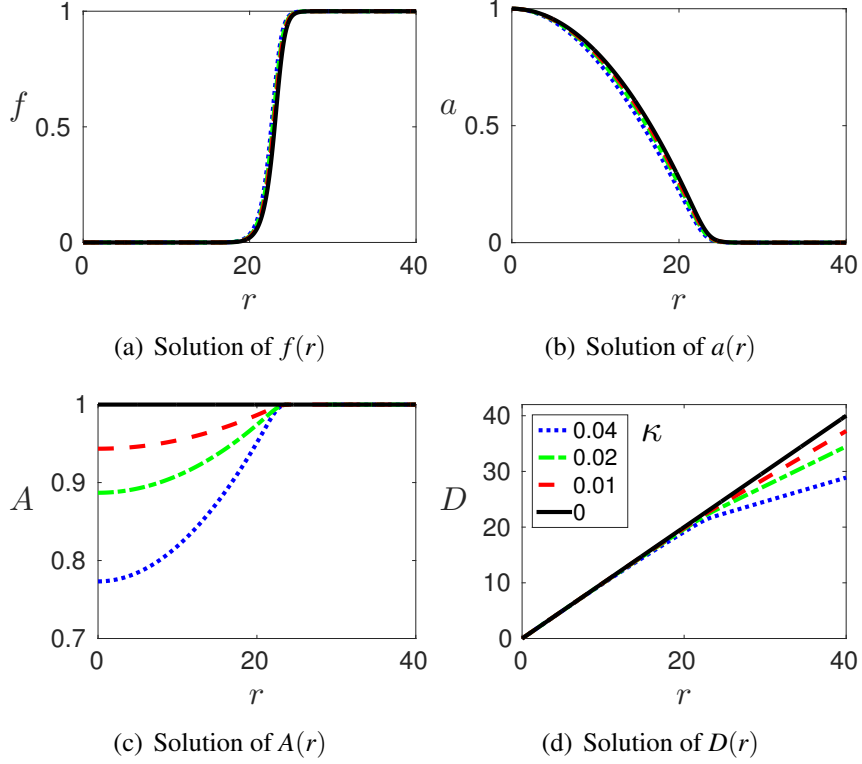 1
f
0.5
0
0 20 40
r
(a) Solution of f(r)
1
a
0.5
0
0 20 40
r
(b) Solution of a(r)
1
0.9
A
0.8
0.7
0 20 40
r
(c) Solution of A(r)
40
30
D
20
10
0
κ
0.04
0.02
0.01
0
0 20 40
r
(d) Solution of D(r)